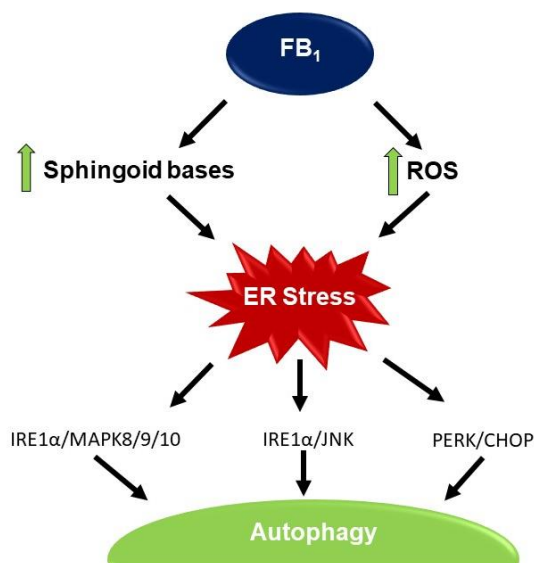 FB₁
Sphingoid bases
ROS
ER Stress
IRE1α/MAPK8/9/10
IRE1α/JNK
PERK/CHOP
Autophagy